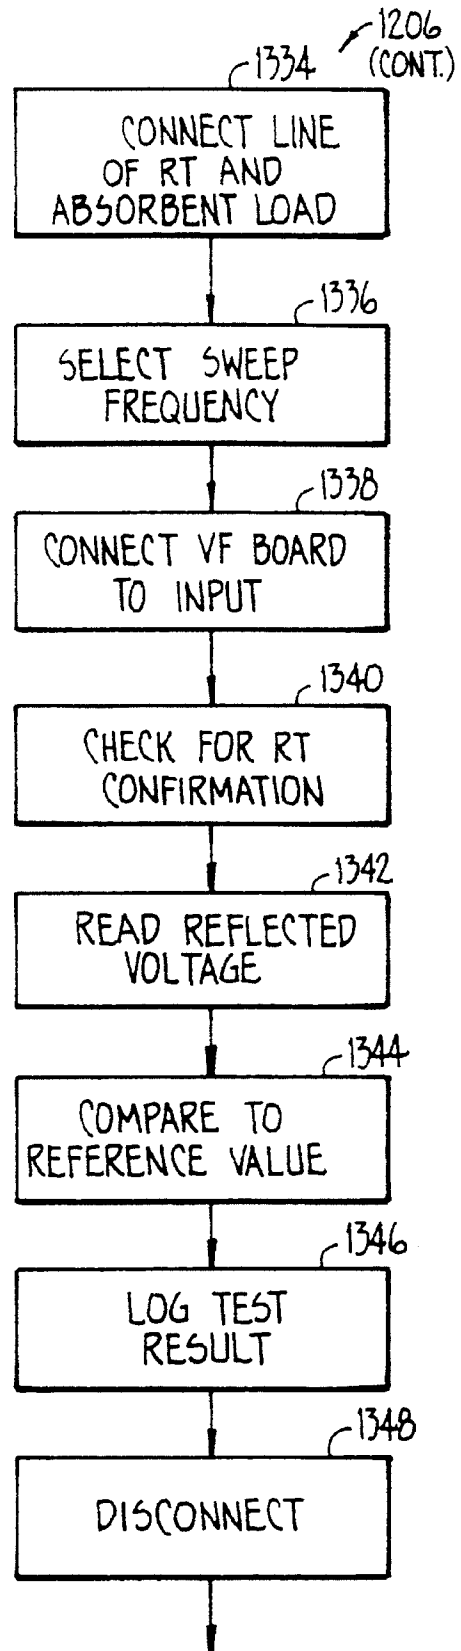 1206
(CONT.)
1334
CONNECT LINE
OF RT AND
ABSORBENT LOAD
1336
SELECT SWEEP
FREQUENCY
1338
CONNECT VF BOARD
TO INPUT
1340
CHECK FOR RT
CONFIRMATION
1342
READ REFLECTED
VOLTAGE
1344
COMPARE TO
REFERENCE VALUE
1346
LOG TEST
RESULT
1348
DISCONNECT